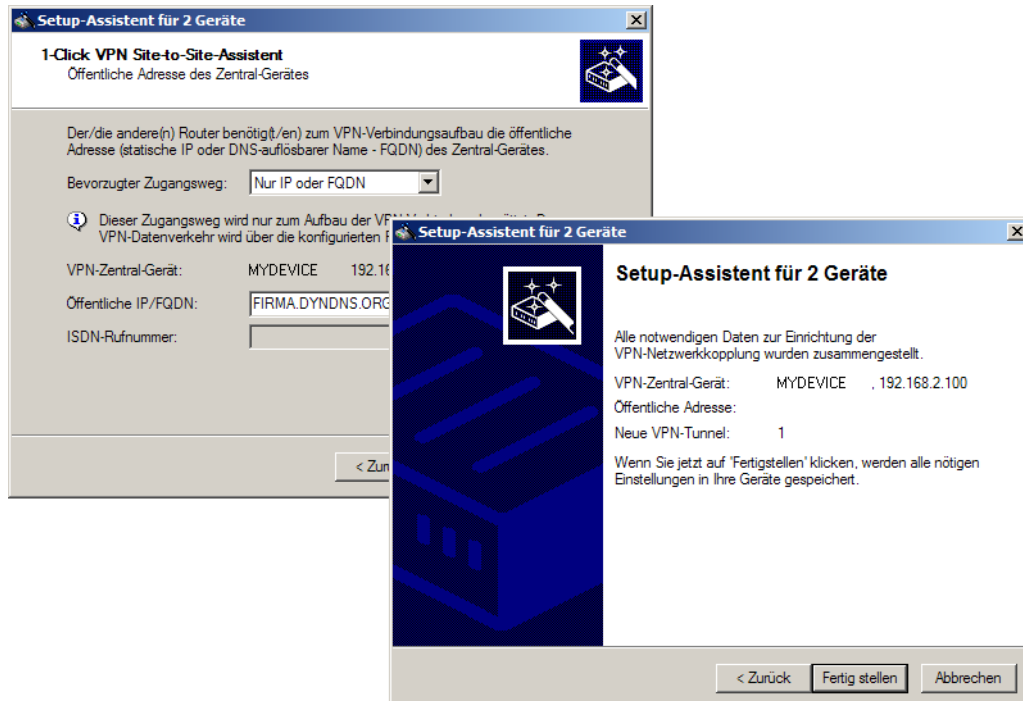 Setup-Assistent für 2 Geräte
1-Click VPN Site-to-Site-Assistent
Öffentliche Adresse des Zentral-Gerätes
Der/die andere(n) Router benötig(t/en) zum VPN-Verbindungsaufbau die öffentliche
Adresse (statische IP oder DNS-auflösbarer Name - FQDN) des Zentral-Gerätes.
Bevorzugter Zugangsweg: Nur IP oder FQDN
Dieser Zugangsweg wird nur zum Aufbau der
VPN-Datenverkehr wird über die konfigurierten
VPN-Zentral-Gerät: MYDEVICE 192.16
Öffentliche IP/FQDN: FIRMA.DYNDNS.ORG
ISDN-Rufnummer:
< Zur
Setup-Assistent für 2 Geräte
Setup-Assistent für 2 Geräte
Alle notwendigen Daten zur Einrichtung der
VPN-Netzwerkkopplung wurden zusammengestellt.
VPN-Zentral-Gerät: MYDEVICE , 192.168.2.100
Öffentliche Adresse:
Neue VPN-Tunnel: 1
Wenn Sie jetzt auf 'Fertigstellen' klicken, werden alle nötigen
Einstellungen in Ihre Geräte gespeichert.
< Zurück Fertig stellen Abbrechen